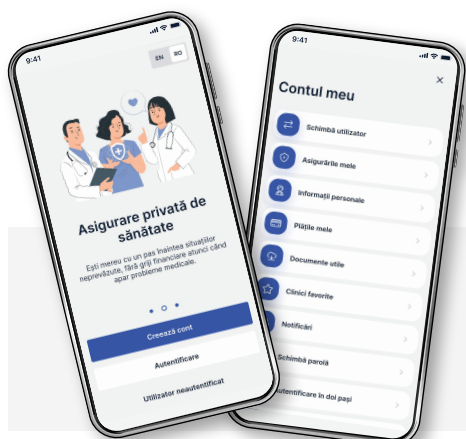 9:41
EN RO
Asigurare privată de
sănătate
Ești mereu cu un pas înaintea situațiilor
neprevăzute, fără griji financiare atunci când
apar probleme medicale.
Creează cont
Autentificare
Utilizator neautentificat
9:41
Contul meu
Schimbă utilizator
Asigurările mele
Informații personale
Plățile mele
Documente utile
Clinici favorite
Notificări
Schimbă parolă
utentificare în doi pași